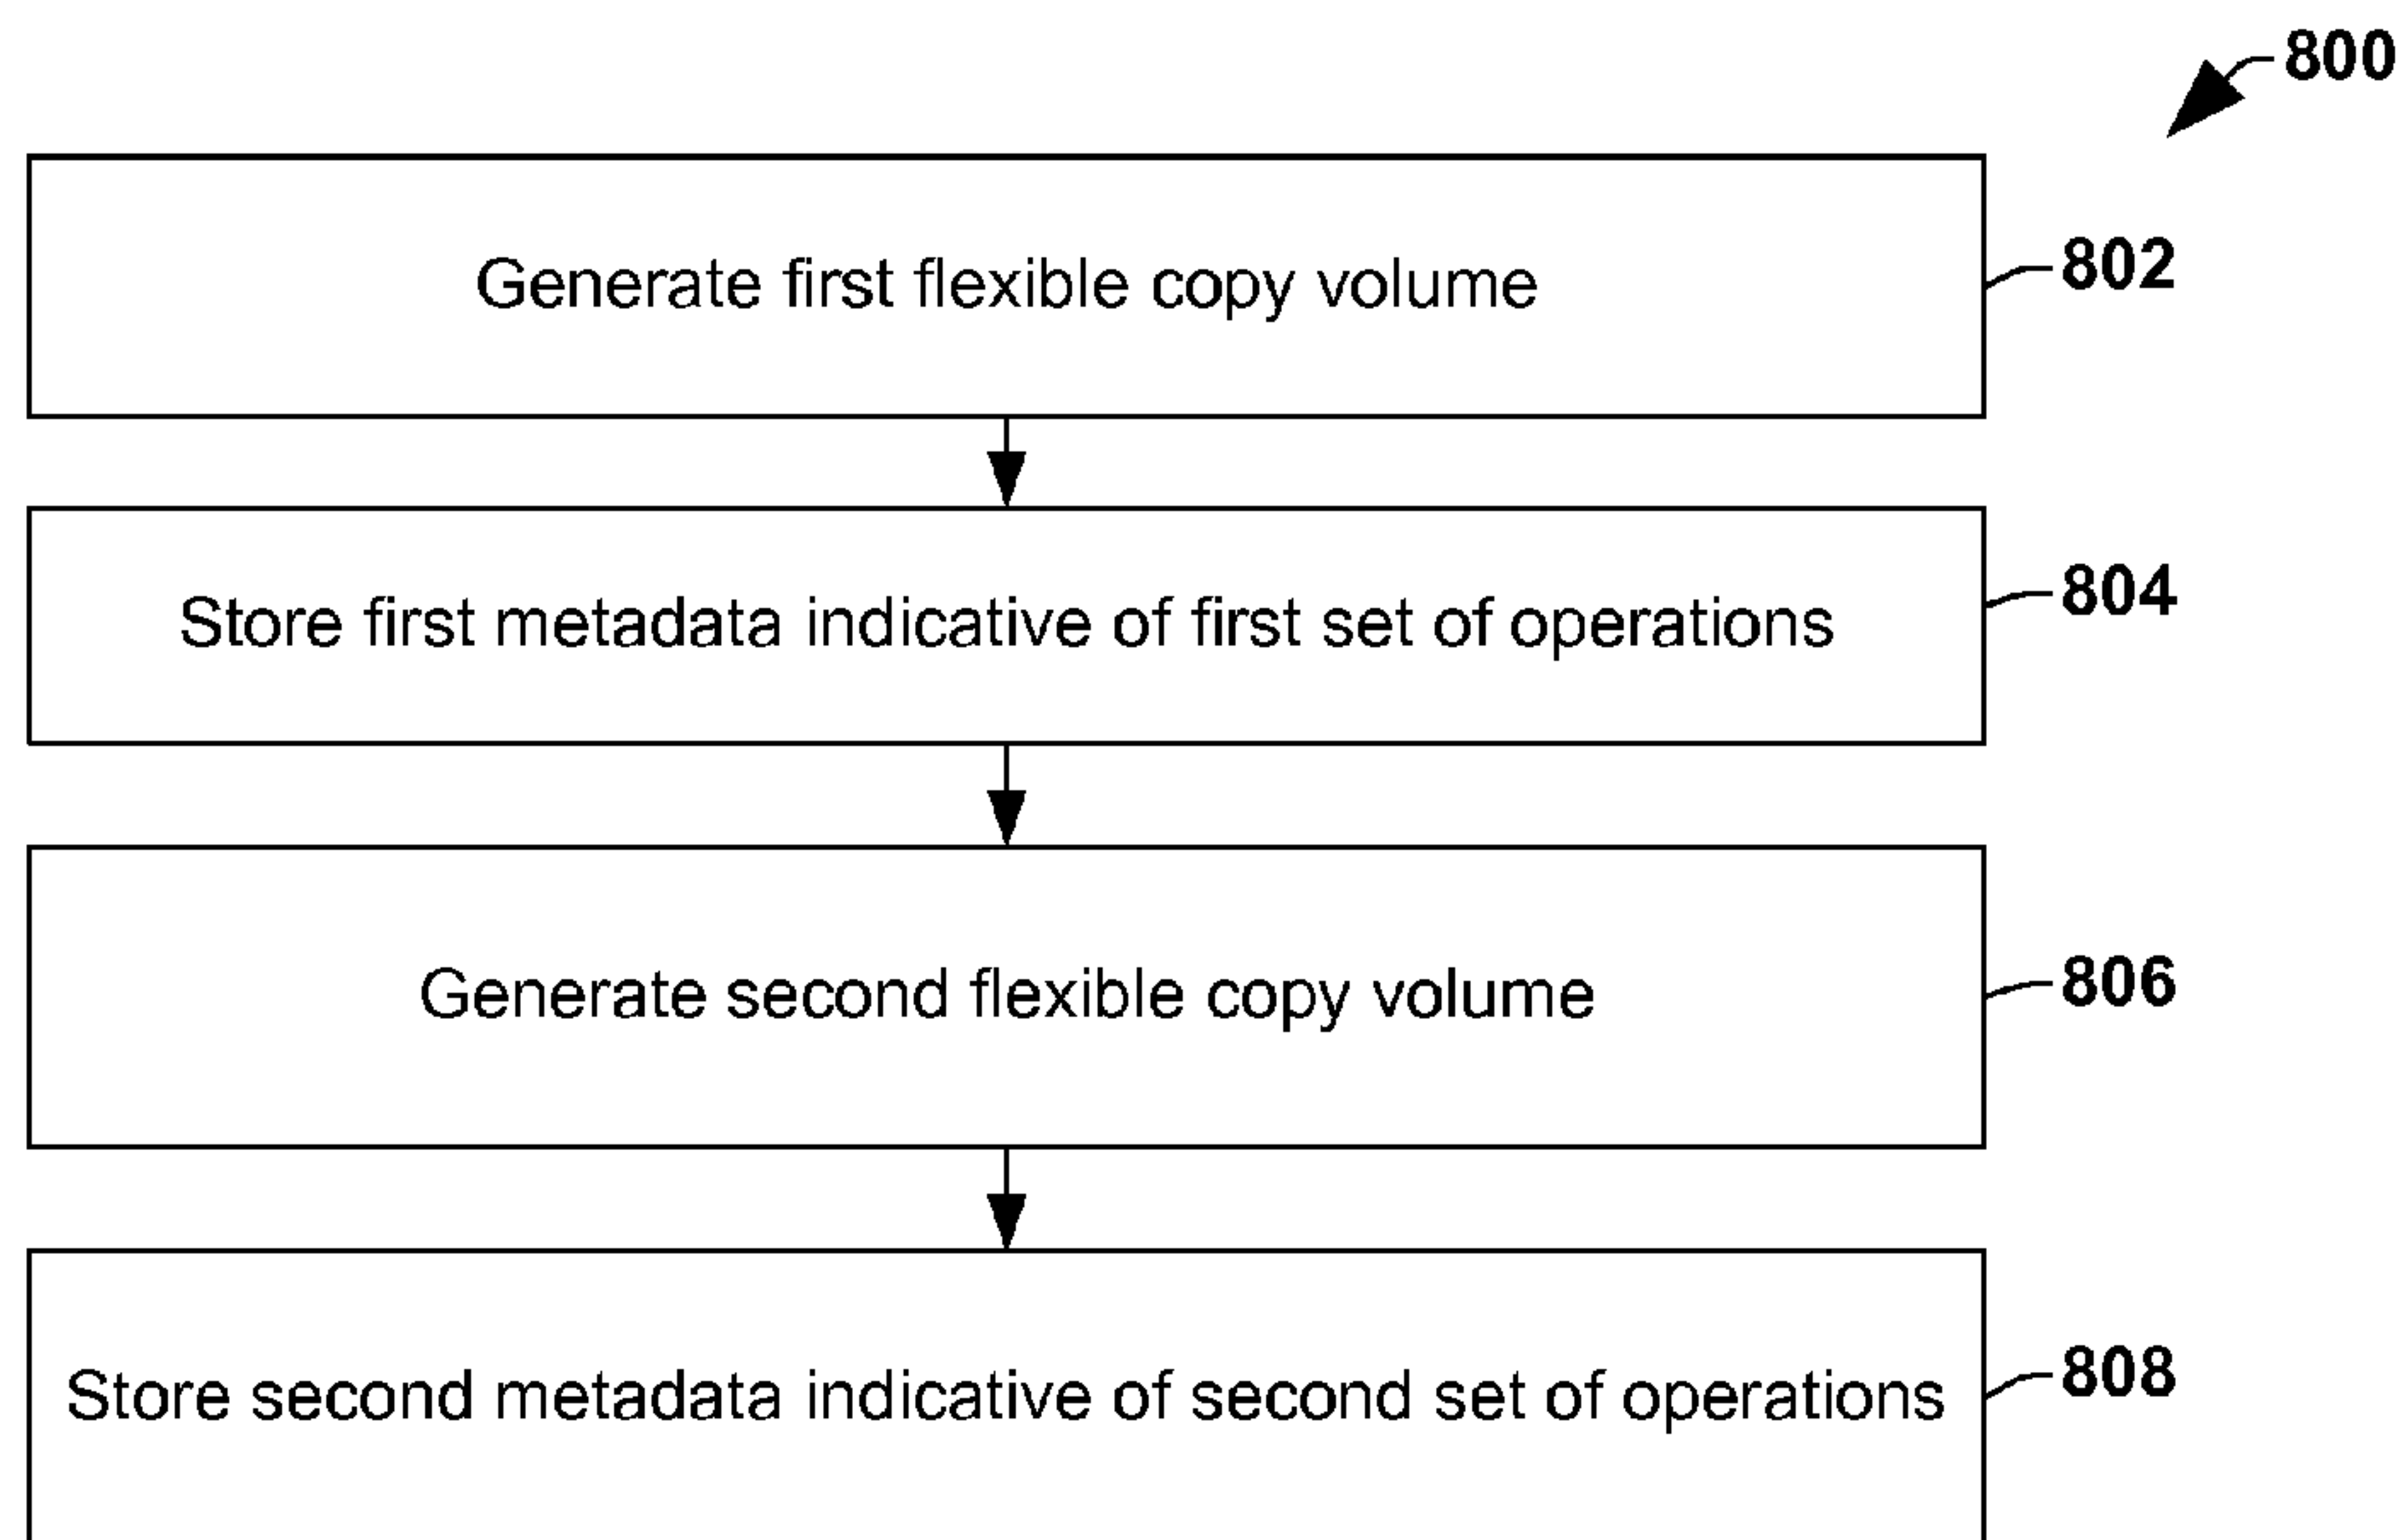 800
Generate first flexible copy volume
802
Store first metadata indicative of first set of operations
804
Generate second flexible copy volume
806
Store second metadata indicative of second set of operations
808